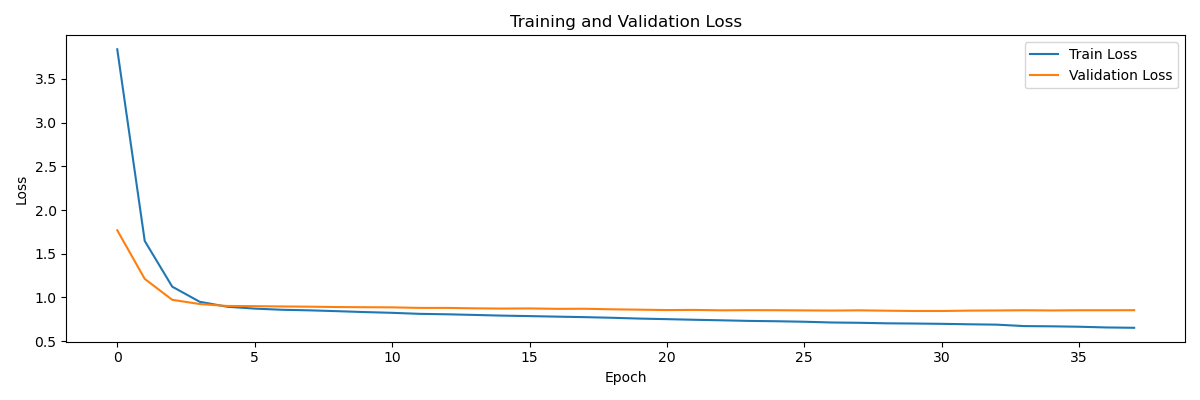 Training and Validation Loss
Train Loss
Validation Loss
3.5
3.0
2.5
2.0
1.5
1.0
0.5
Loss
0 5 10 15 20 25 30 35
Epoch